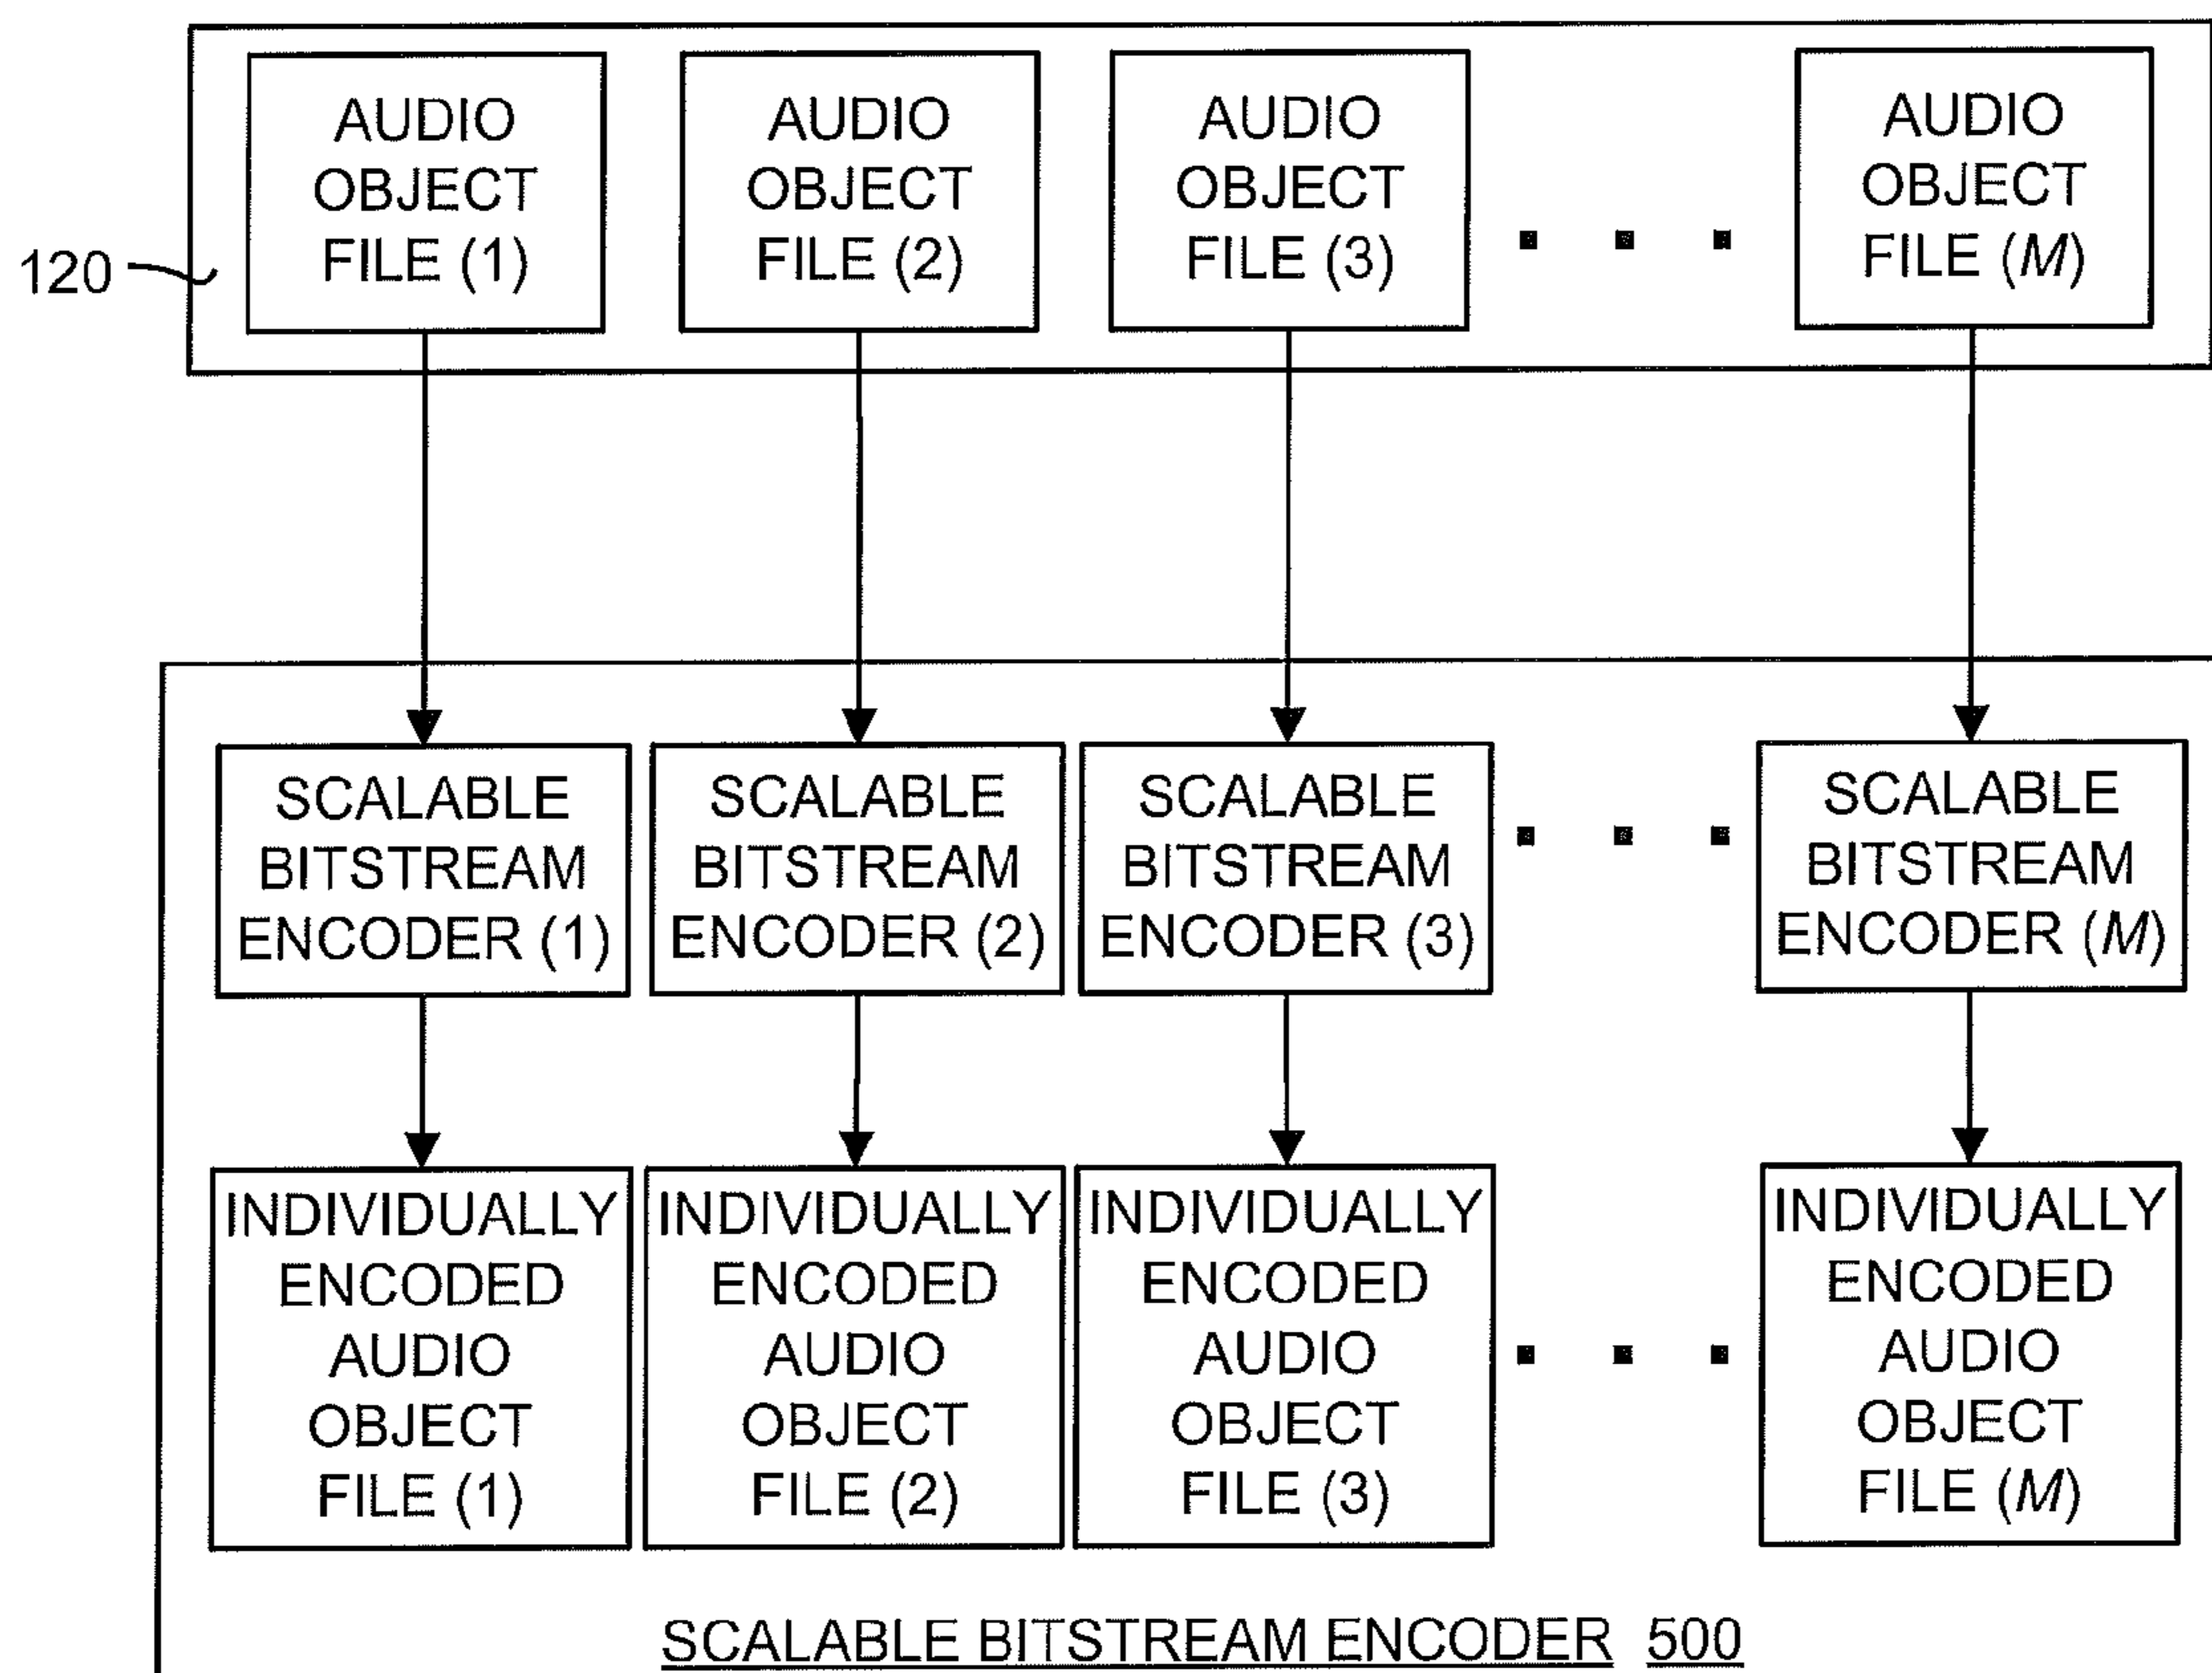 AUDIO
OBJECT
FILE (1)
AUDIO
OBJECT
FILE (2)
AUDIO
OBJECT
FILE (3)
AUDIO
OBJECT
FILE (M)
120
SCALABLE
BITSTREAM
ENCODER (1)
SCALABLE
BITSTREAM
ENCODER (2)
SCALABLE
BITSTREAM
ENCODER (3)
SCALABLE
BITSTREAM
ENCODER (M)
INDIVIDUALLY
ENCODED
AUDIO
OBJECT
FILE (1)
INDIVIDUALLY
ENCODED
AUDIO
OBJECT
FILE (2)
INDIVIDUALLY
ENCODED
AUDIO
OBJECT
FILE (3)
INDIVIDUALLY
ENCODED
AUDIO
OBJECT
FILE (M)
SCALABLE BITSTREAM ENCODER 500